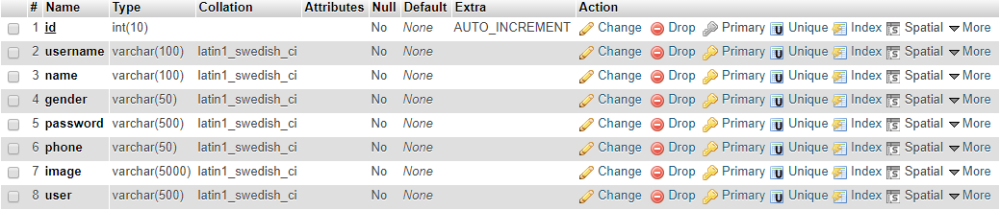 # Name Type Collation Attributes Null Default Extra Action
1 id int(10) No None AUTO_INCREMENT Change Drop Primary Unique Index Spatial More
2 username varchar(100) latin1_swedish_ci No None Change Drop Primary Unique Index Spatial More
3 name varchar(100) latin1_swedish_ci No None Change Drop Primary Unique Index Spatial More
4 gender varchar(50) latin1_swedish_ci No None Change Drop Primary Unique Index Spatial More
5 password varchar(500) latin1_swedish_ci No None Change Drop Primary Unique Index Spatial More
6 phone varchar(50) latin1_swedish_ci No None Change Drop Primary Unique Index Spatial More
7 image varchar(5000) latin1_swedish_ci No None Change Drop Primary Unique Index Spatial More
8 user varchar(500) latin1_swedish_ci No None Change Drop Primary Unique Index Spatial More